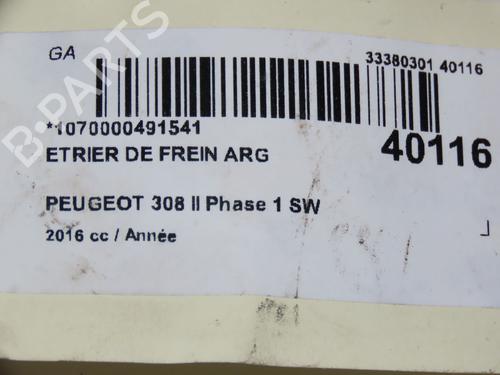 GA
33380301 40116
*1070000491541
40116
ETRIER DE FREIN ARG
PEUGEOT 308 II Phase 1 SW
2016 cc / Année
B-PARTS